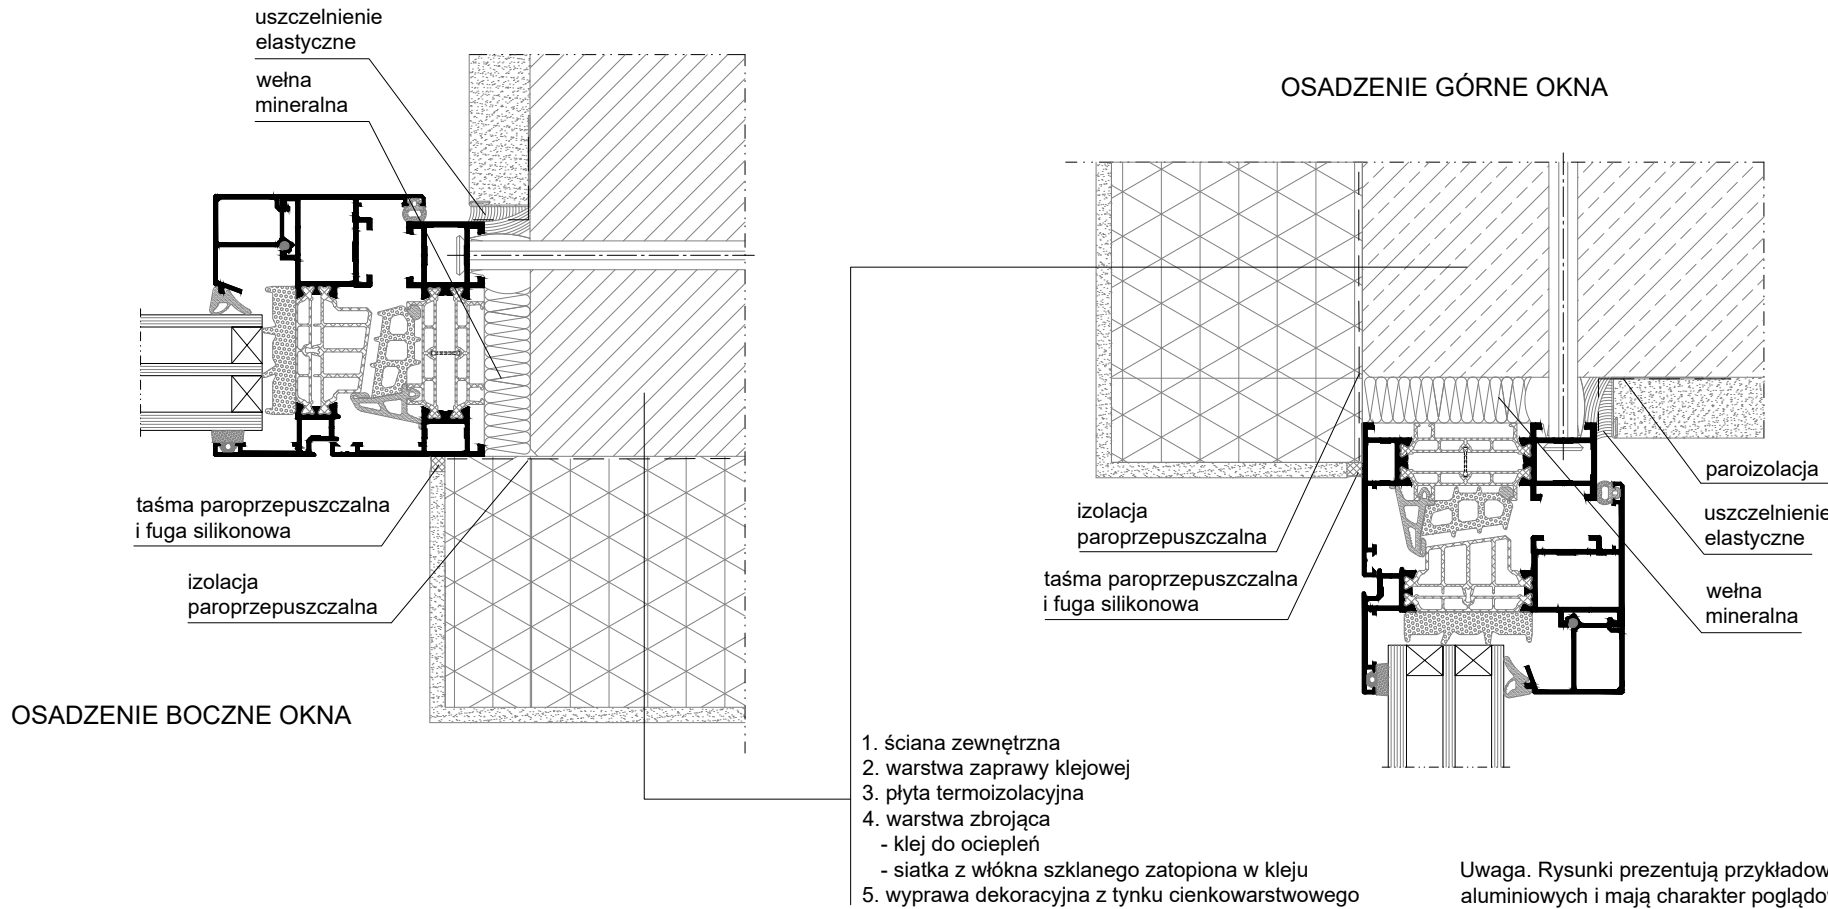 uszczelnienie
elastyczne
wełna
mineralna
OSADZENIE GÓRNE OKNA
taśma paroprzepuszczalna
i fuga silikonowa
izolacja
paroprzepuszczalna
OSADZENIE BOCZNE OKNA
izolacja
paroprzepuszczalna
taśma paroprzepuszczalna
i fuga silikonowa
paroizolacja
uszczelnienie
elastyczne
wełna
mineralna
1. ściana zewnętrzna
2. warstwa zaprawy klejowej
3. płyta termoizolacyjna
4. warstwa zbrojąca
- klej do ociepleń
- siatka z włókna szklanego zatopiona w kleju
5. wyprawa dekoracyjna z tynku cienkowarstwowego
Uwaga. Rysunki prezentują przykładow
aluminiowych i mają charakter poglądo